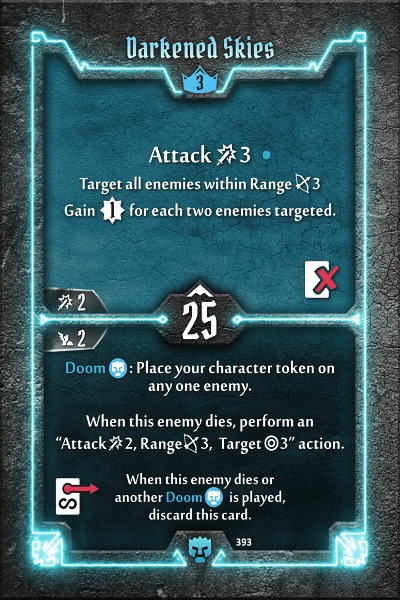 Darkened Skies
3
Attack 3
Target all enemies within Range 3
Gain 1 for each two enemies targeted.
2
25
2
Doom : Place your character token on
any one enemy.
When this enemy dies, perform an
“Attack 2, Range 3, Target 3” action.
When this enemy dies or
another Doom is played,
discard this card.
393